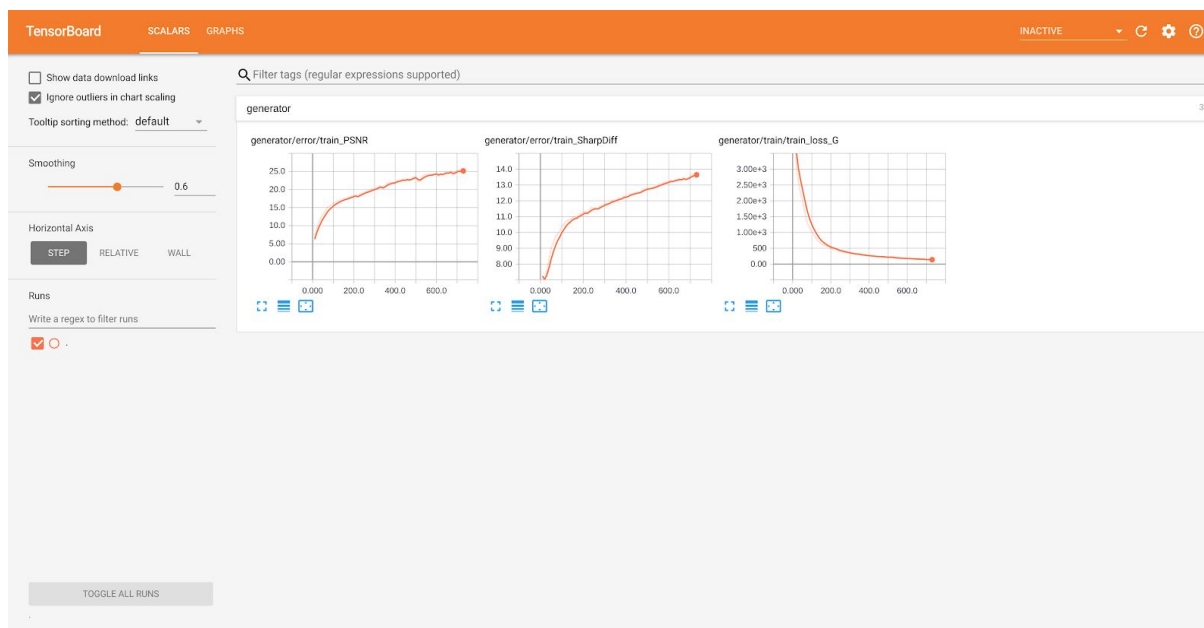 TensorBoard SCALARS GRAPHS INACTIVE
Show data download links
Ignore outliers in chart scaling
Tooltip sorting method: default
Smoothing
0.6
Horizontal Axis
STEP RELATIVE WALL
Runs
Write a regex to filter runs
.
TOGGLE ALL RUNS
.
Filter tags (regular expressions supported)
generator 3
generator/error/train_PSNR
25.0
20.0
15.0
10.0
5.00
0.00
0.000 200.0 400.0 600.0
generator/error/train_SharpDiff
14.0
13.0
12.0
11.0
10.0
9.00
8.00
0.000 200.0 400.0 600.0
generator/train/train_loss_G
3.00e+3
2.50e+3
2.00e+3
1.50e+3
1.00e+3
500
0.00
0.000 200.0 400.0 600.0